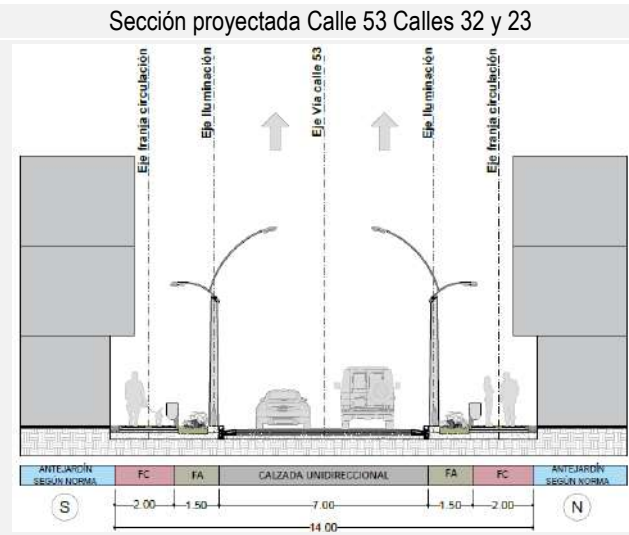 Sección proyectada Calle 53 Calles 32 y 23
Eje franja circulación
Eje Iluminación
Eje Vía calle 53
Eje Iluminación
Eje franja circulación
ANTEJARDÍN
SEGUN NORMA
FC
FA
CALZADA UNIDIRECCIONAL
FA
FC
ANTEJARDÍN
SEGUN NORMA
S
2.00
1.50
7.00
1.50
2.00
N
14.00